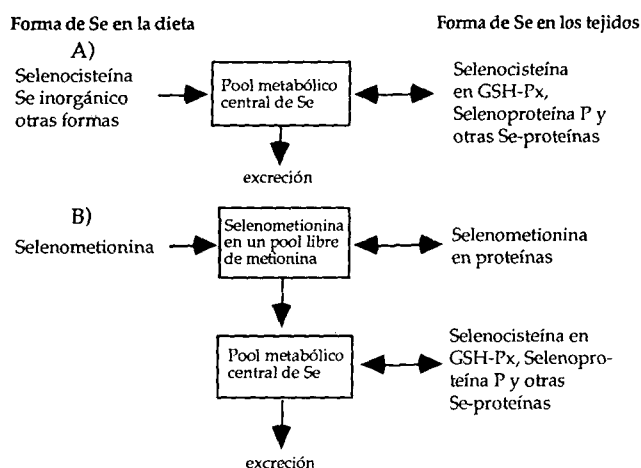 Forma de Se en la dieta
Forma de Se en los tejidos
A)
Selenocisteína
Se inorgánico
otras formas
Pool metabólico
central de Se
Selenocisteína
en GSH-Px,
Selenoproteína P y
otras Se-proteínas
excreción
B)
Selenometionina
Selenometionina
en un pool libre
de metionina
Selenometionina
en proteínas
Pool metabólico
central de Se
Selenocisteína en
GSH-Px, Selenopro-
teína P y otras
Se-proteínas
excreción